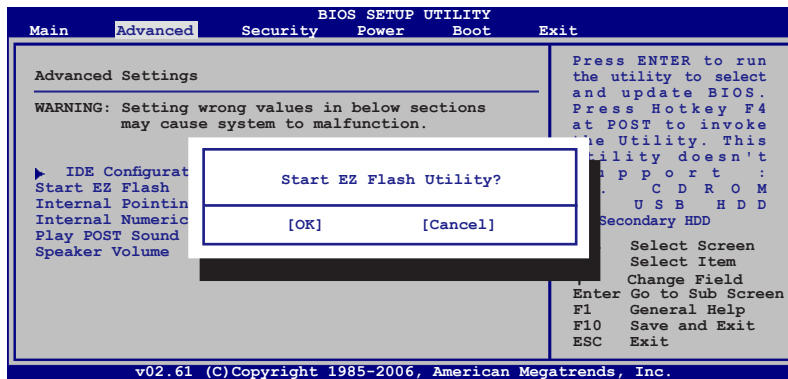 BIOS SETUP UTILITY
Main Advanced Security Power Boot Exit
Advanced Settings
WARNING: Setting wrong values in below sections
may cause system to malfunction.
IDE Configurat
Start EZ Flash
Internal Pointin
Internal Numeric
Play POST Sound
Speaker Volume
Start EZ Flash Utility?
[OK] [Cancel]
Press ENTER to run
the utility to select
and update BIOS.
Press Hotkey F4
at POST to invoke
the Utility. This
tility doesn't
upport :
. CDROM
USB HDD
Secondary HDD
Select Screen
Select Item
Change Field
Enter Go to Sub Screen
F1 General Help
F10 Save and Exit
ESC Exit
v02.61 (C)Copyright 1985-2006, American Megatrends, Inc.